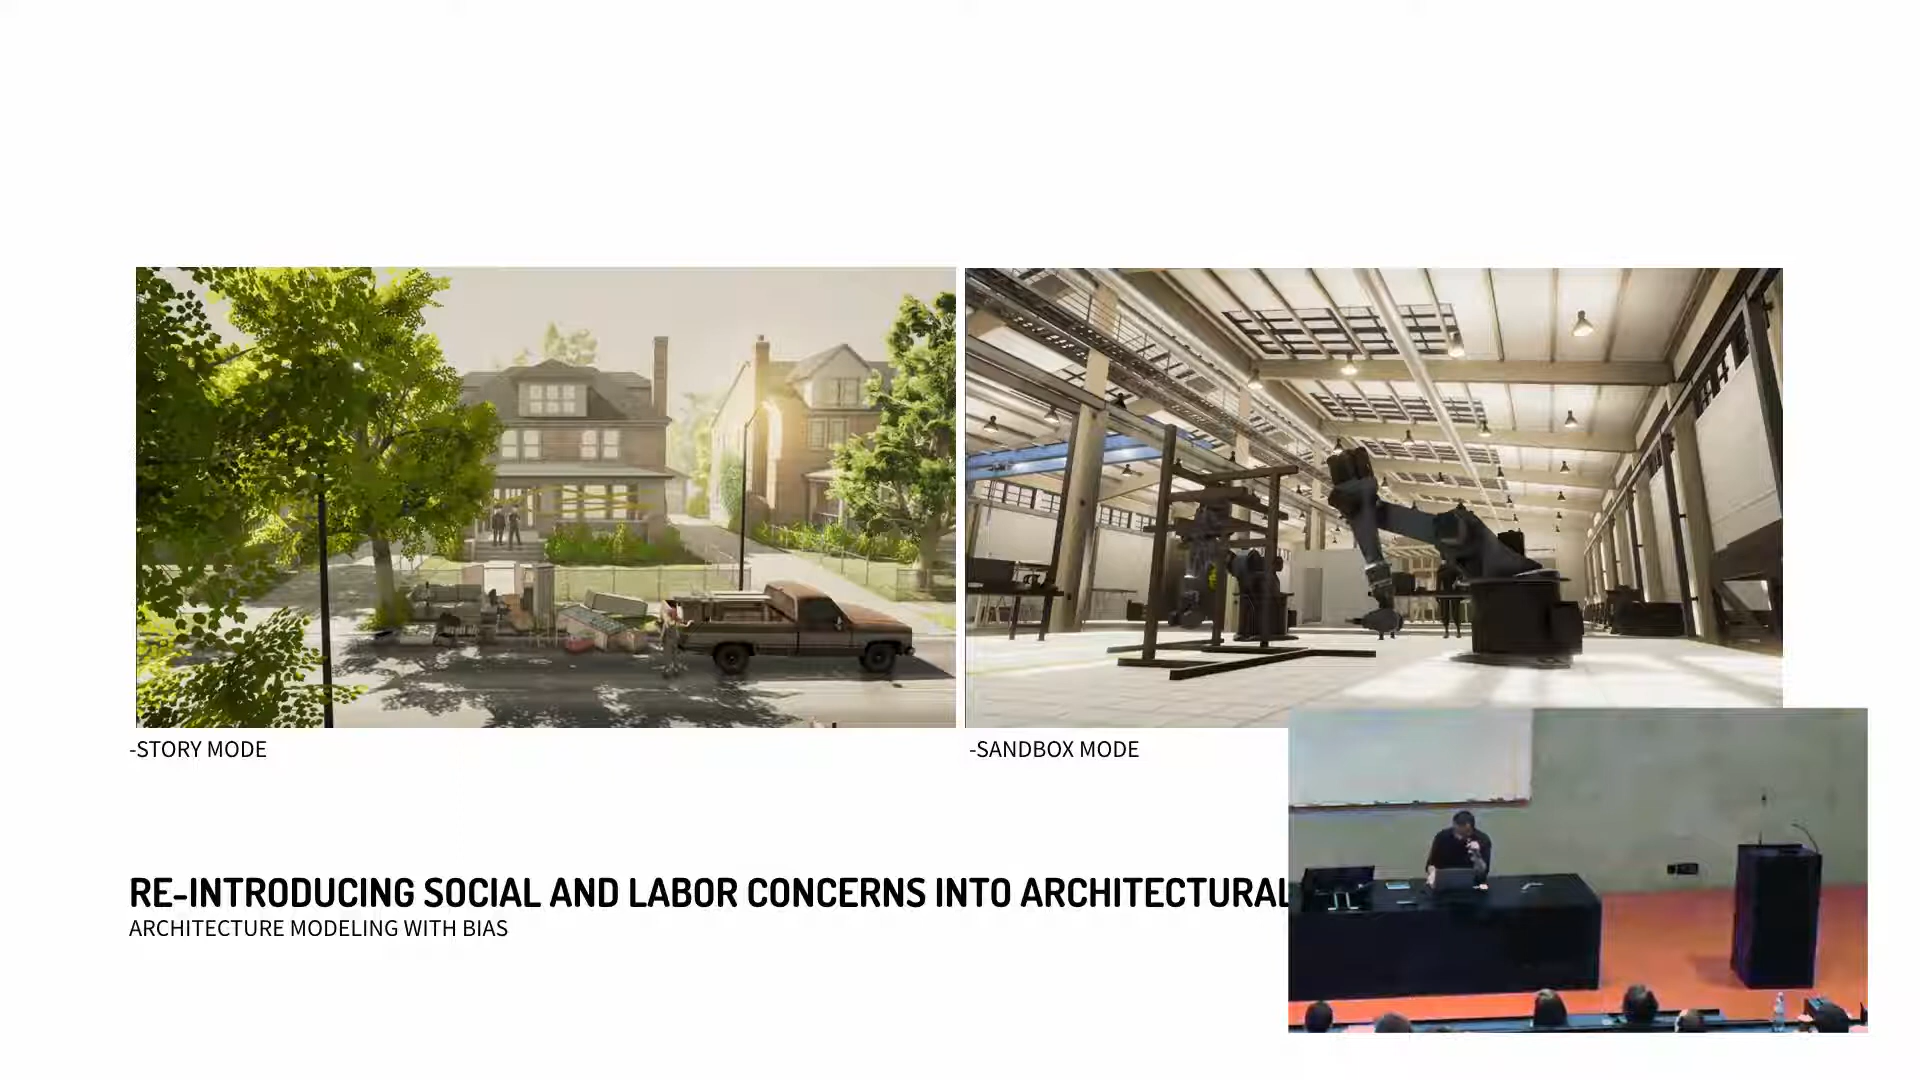 -STORY MODE
-SANDBOX MODE
RE-INTRODUCING SOCIAL AND LABOR CONCERNS INTO ARCHITECTURAL
ARCHITECTURE MODELING WITH BIAS